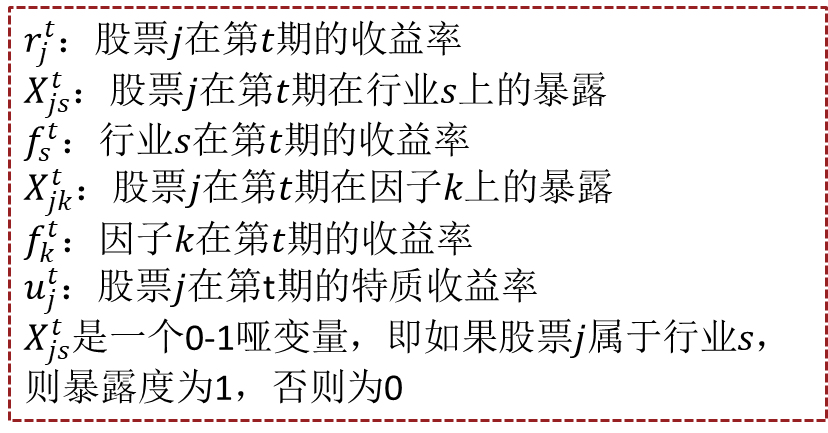 $r_j^t$：股票$j$在第$t$期的收益率
$X_{js}^t$：股票$j$在第$t$期在行业$s$上的暴露
$f_s^t$：行业$s$在第$t$期的收益率
$X_{jk}^t$：股票$j$在第$t$期在因子$k$上的暴露
$f_k^t$：因子$k$在第$t$期的收益率
$u_j^t$：股票$j$在第t期的特质收益率
$X_{js}^t$是一个0-1哑变量，即如果股票$j$属于行业$s$，
则暴露度为1，否则为0